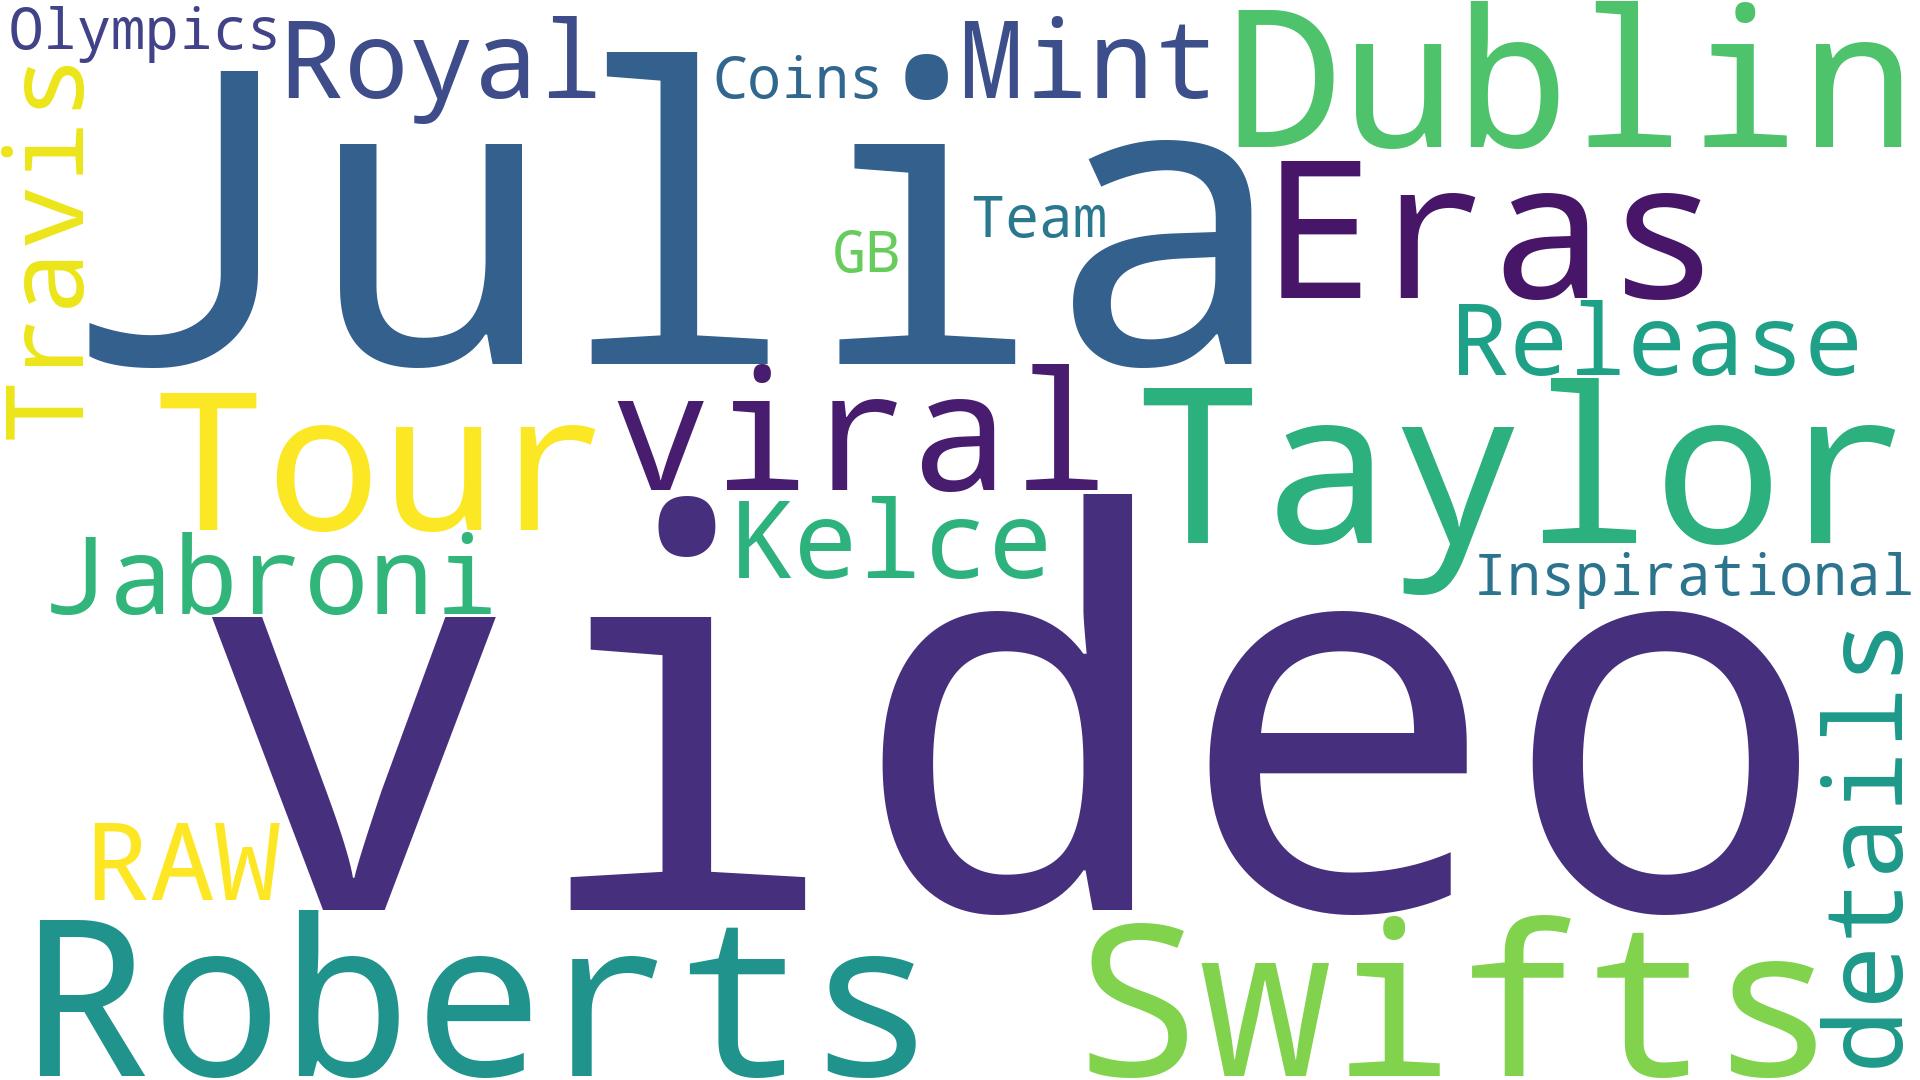 Olympics
Royal
Coins
Mint
Dublin
Travis
Julia
Team
GB
Eras
Release
Tour
viral
Taylor
Kelce
Jabroni
Inspirational
video
details
RAW
Roberts
Swifts